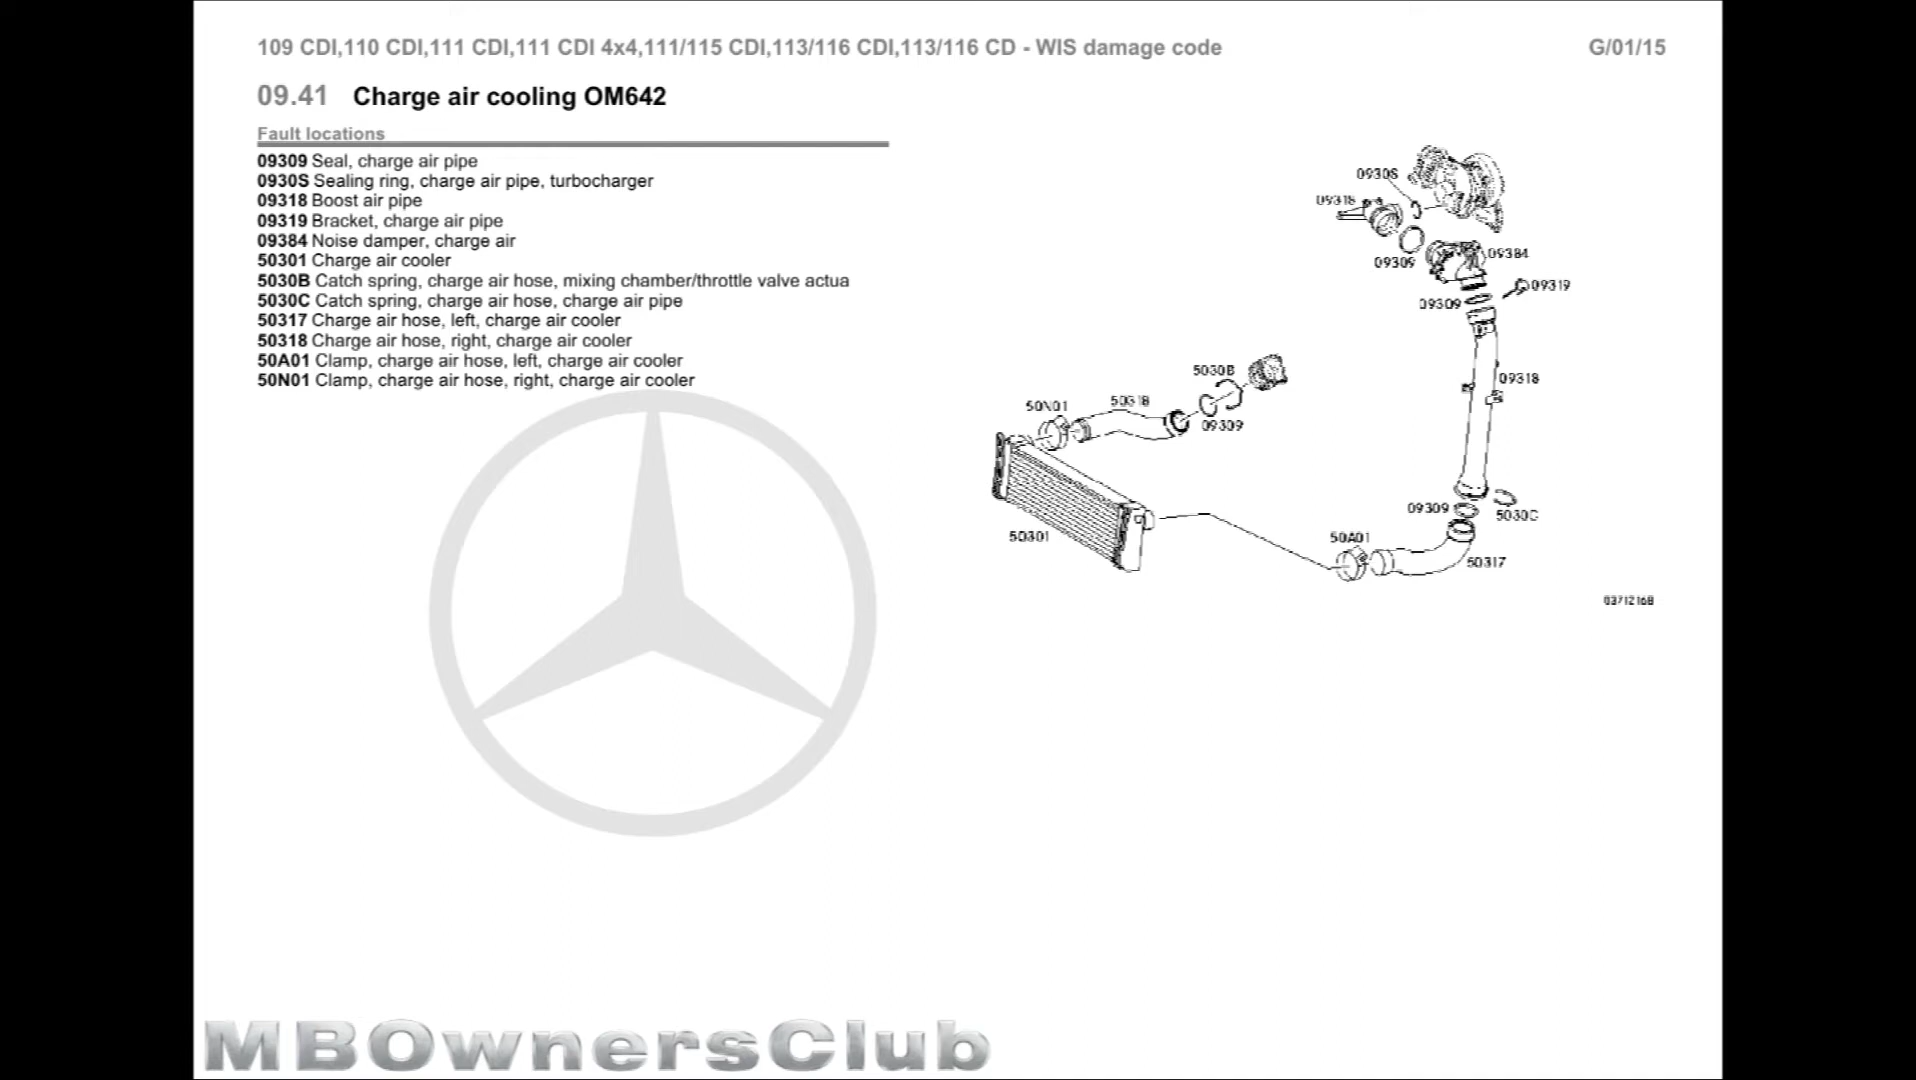 109 CDI,110 CDI,111 CDI,111 CDI 4x4,111/115 CDI,113/116 CDI,113/116 CD - WIS damage code G/01/15
09.41 Charge air cooling OM642
Fault locations
09309 Seal, charge air pipe
0930S Sealing ring, charge air pipe, turbocharger
09318 Boost air pipe
09319 Bracket, charge air pipe
09384 Noise damper, charge air
50301 Charge air cooler
5030B Catch spring, charge air hose, mixing chamber/throttle valve actua
5030C Catch spring, charge air hose, charge air pipe
50317 Charge air hose, left, charge air cooler
50318 Charge air hose, right, charge air cooler
50A01 Clamp, charge air hose, left, charge air cooler
50N01 Clamp, charge air hose, right, charge air cooler
0930S
09318
09384
09309
09319
09309
5030B
09318
50318
50N01
09309
09309
5030C
50301
50A01
50317
03712168
MBOwnersClub